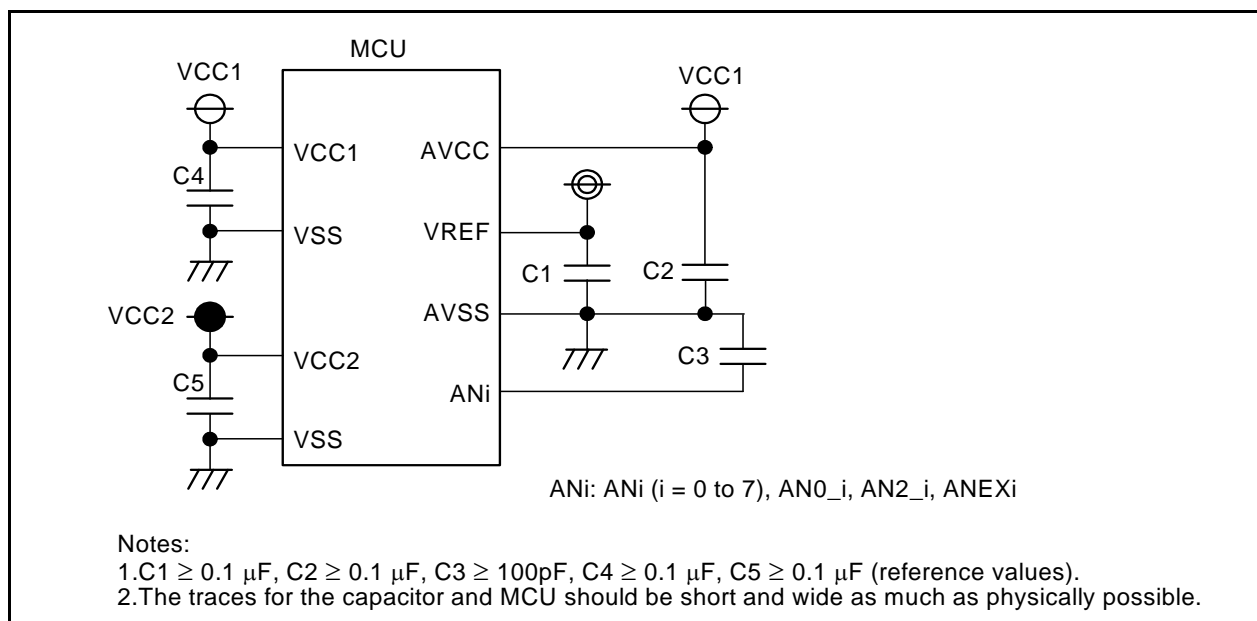 MCU
VCC1
VCC1
VCC1
AVCC
C4
VSS
VREF
C1
C2
VCC2
AVSS
VCC2
C3
C5
ANi
VSS
ANi: ANi (i = 0 to 7), AN0_i, AN2_i, ANEXi
Notes:
1.C1 ≥ 0.1 μF, C2 ≥ 0.1 μF, C3 ≥ 100pF, C4 ≥ 0.1 μF, C5 ≥ 0.1 μF (reference values).
2.The traces for the capacitor and MCU should be short and wide as much as physically possible.